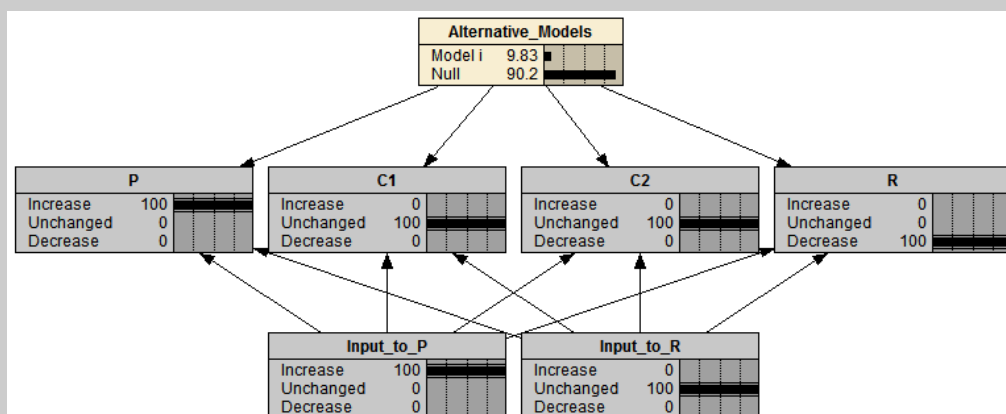 Alternative_Models
Model i 9.83
Null 90.2
P C1 C2 R
Increase 100 Increase 0 Increase 0 Increase 0
Unchanged 0 Unchanged 100 Unchanged 100 Unchanged 0
Decrease 0 Decrease 0 Decrease 0 Decrease 100
Input_to_P Input_to_R
Increase 100 Increase 0
Unchanged 0 Unchanged 100
Decrease 0 Decrease 0